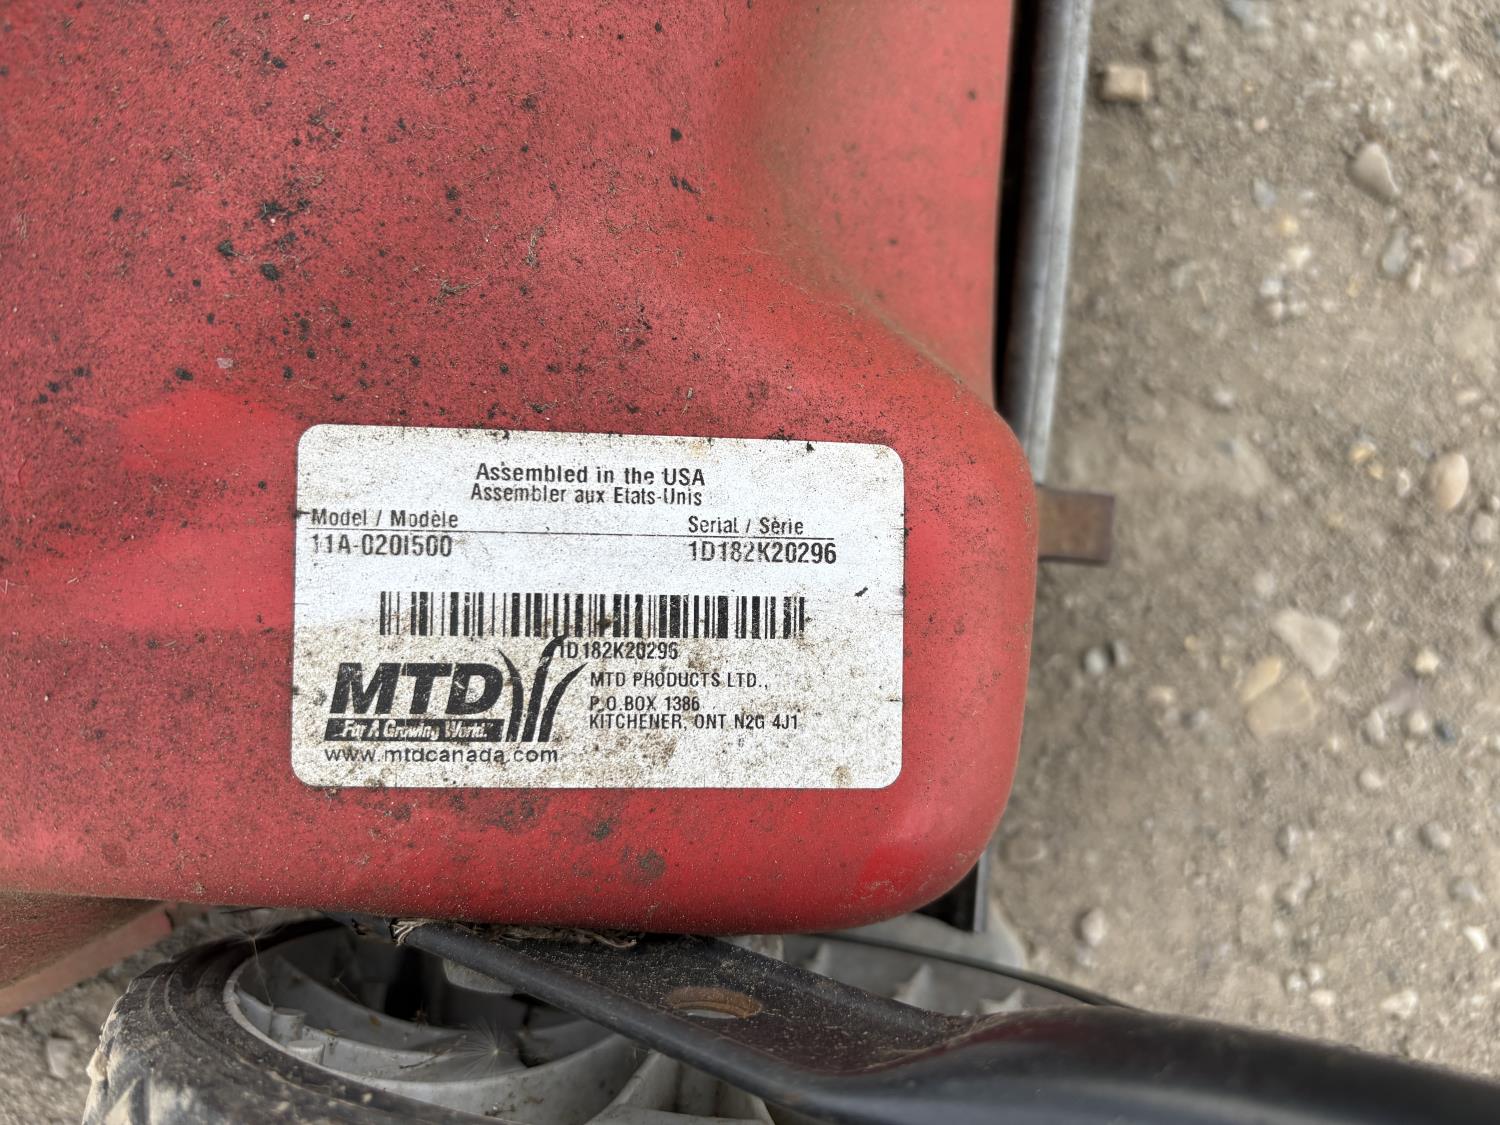 Assembled in the USA
Assembler aux Etats-Unis
Model / Modèle Serial / Série
11A-020I500 1D182K20296
1D182K20296
MTD
For A Growing World.
www.mtdcanada.com
MTD PRODUCTS LTD.,
P.O.BOX 1386
KITCHENER, ONT N2G 4J1